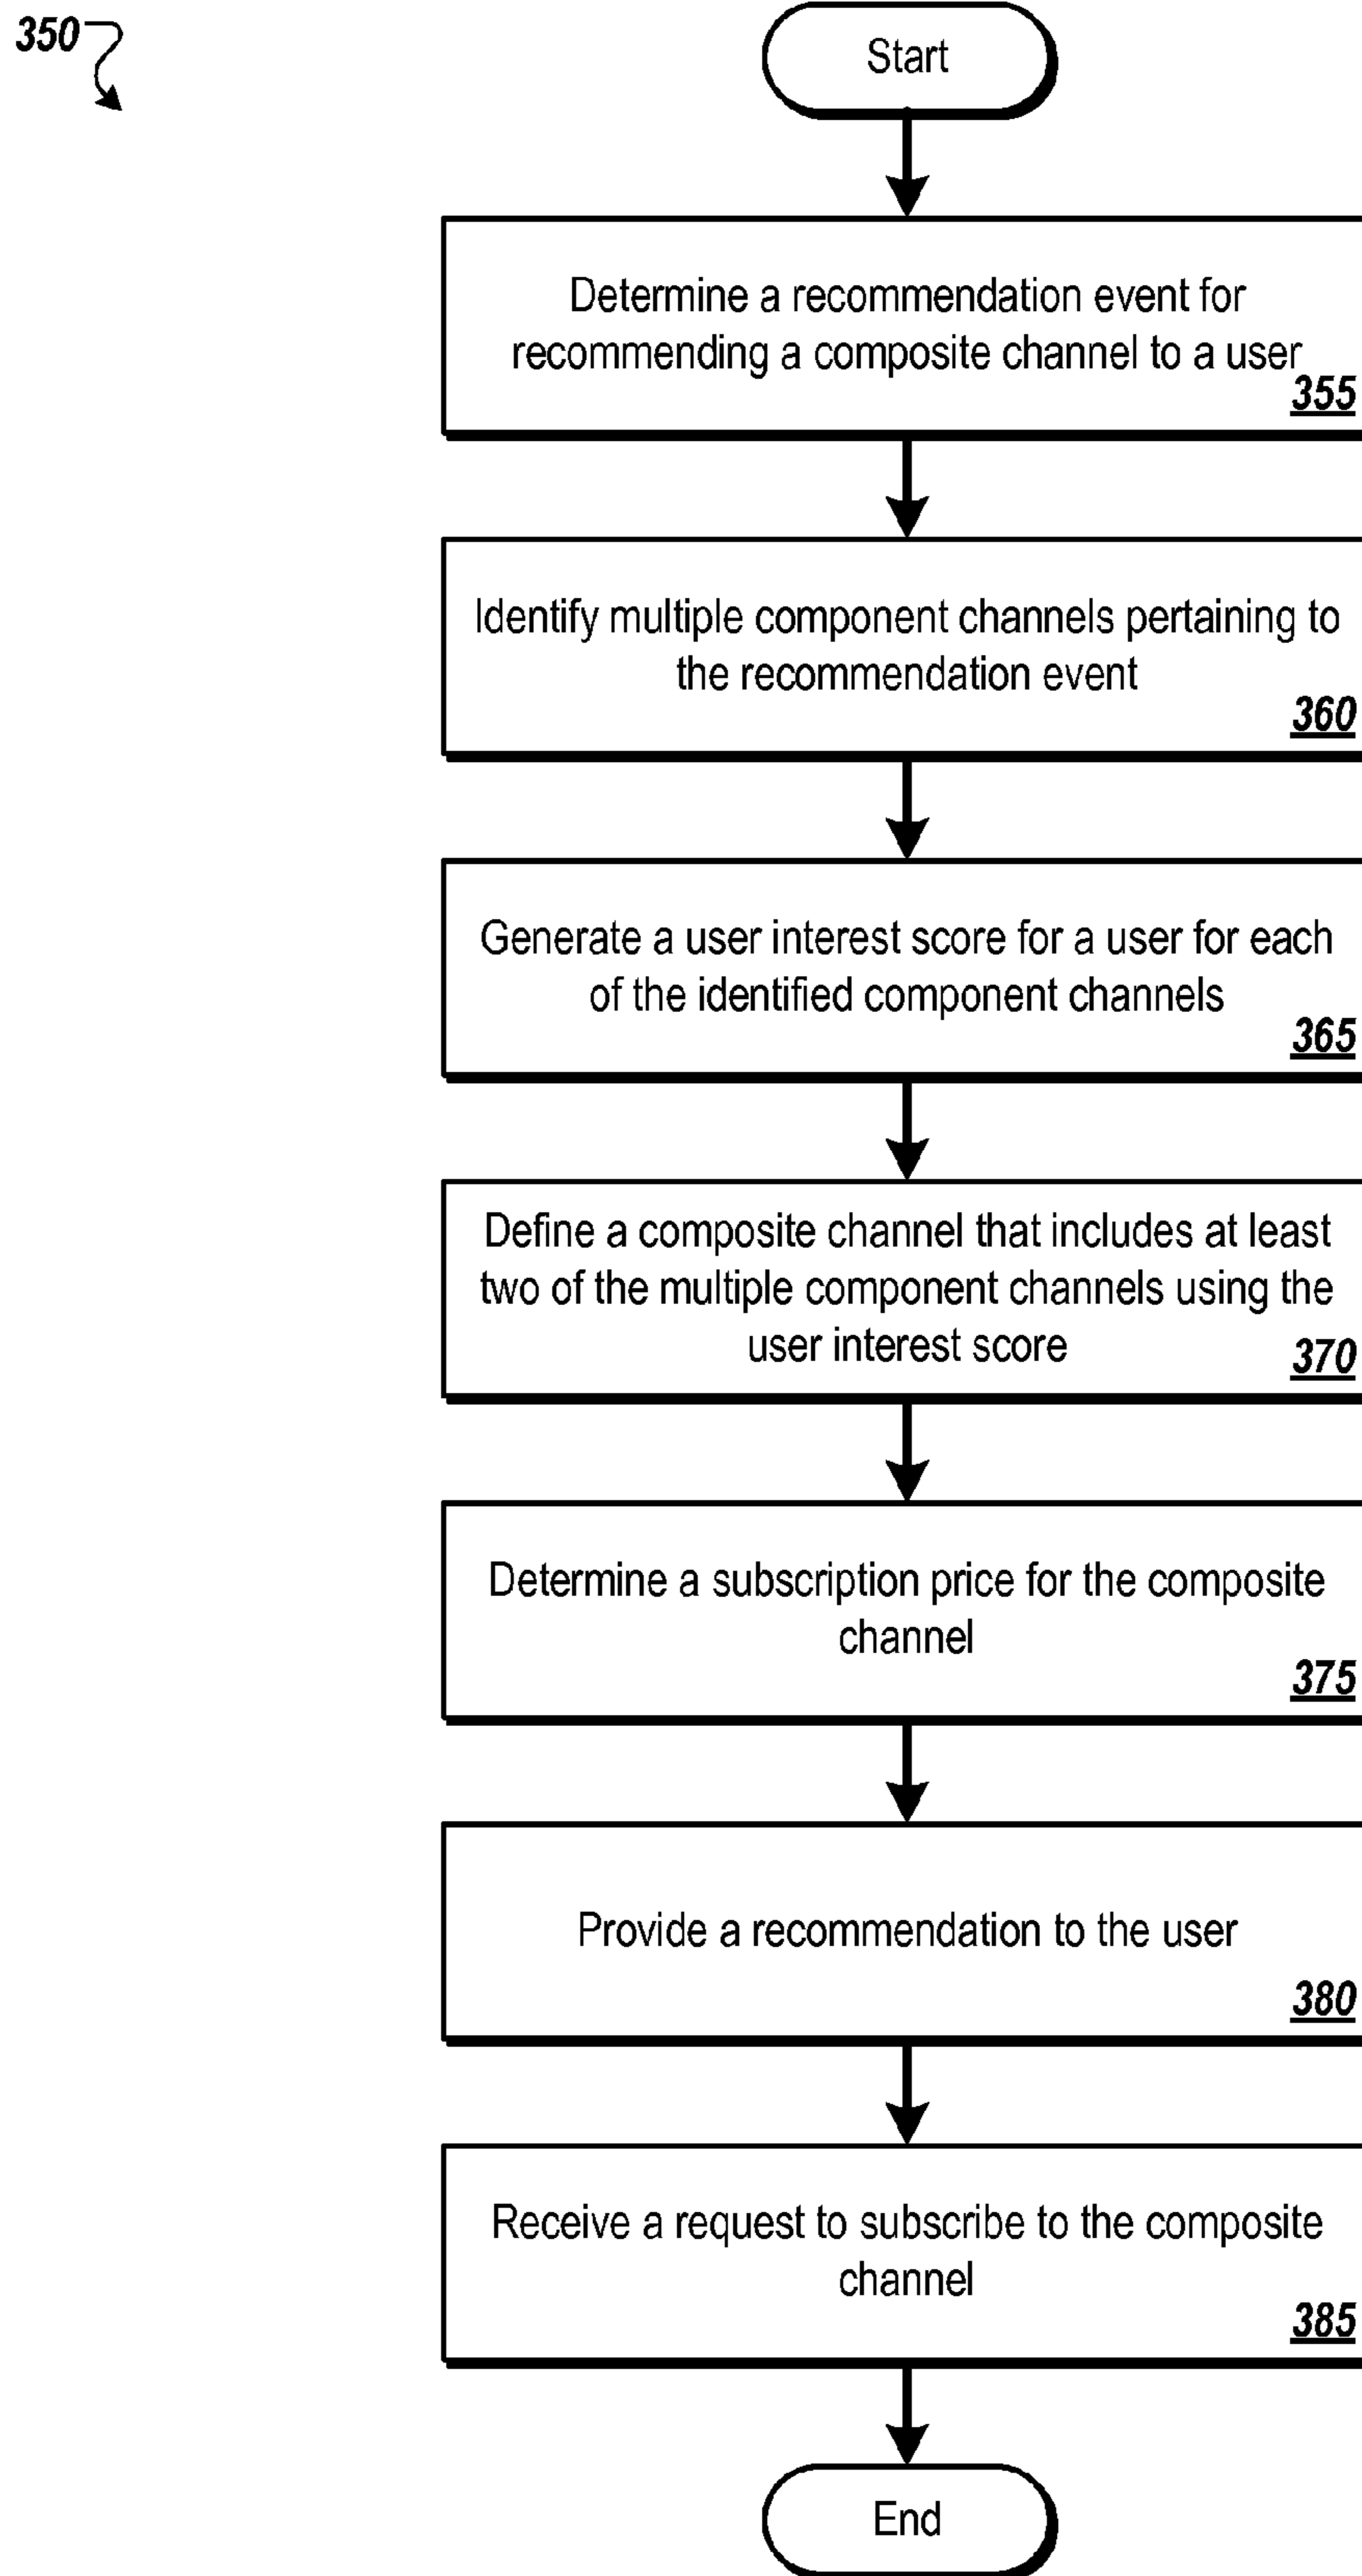 350
Start
Determine a recommendation event for
recommending a composite channel to a user
355
Identify multiple component channels pertaining to
the recommendation event
360
Generate a user interest score for a user for each
of the identified component channels
365
Define a composite channel that includes at least
two of the multiple component channels using the
user interest score
370
Determine a subscription price for the composite
channel
375
Provide a recommendation to the user
380
Receive a request to subscribe to the composite
channel
385
End